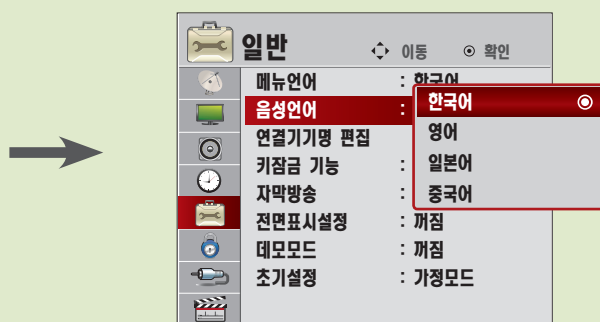 일반 이동 확인
메뉴언어 : 한국어
음성언어 : 한국어
연결기기명 편집 영어
키잠금 기능 : 일본어
자막방송 : 중국어
전면표시설정 : 꺼짐
데모모드 : 꺼짐
초기설정 : 가정모드